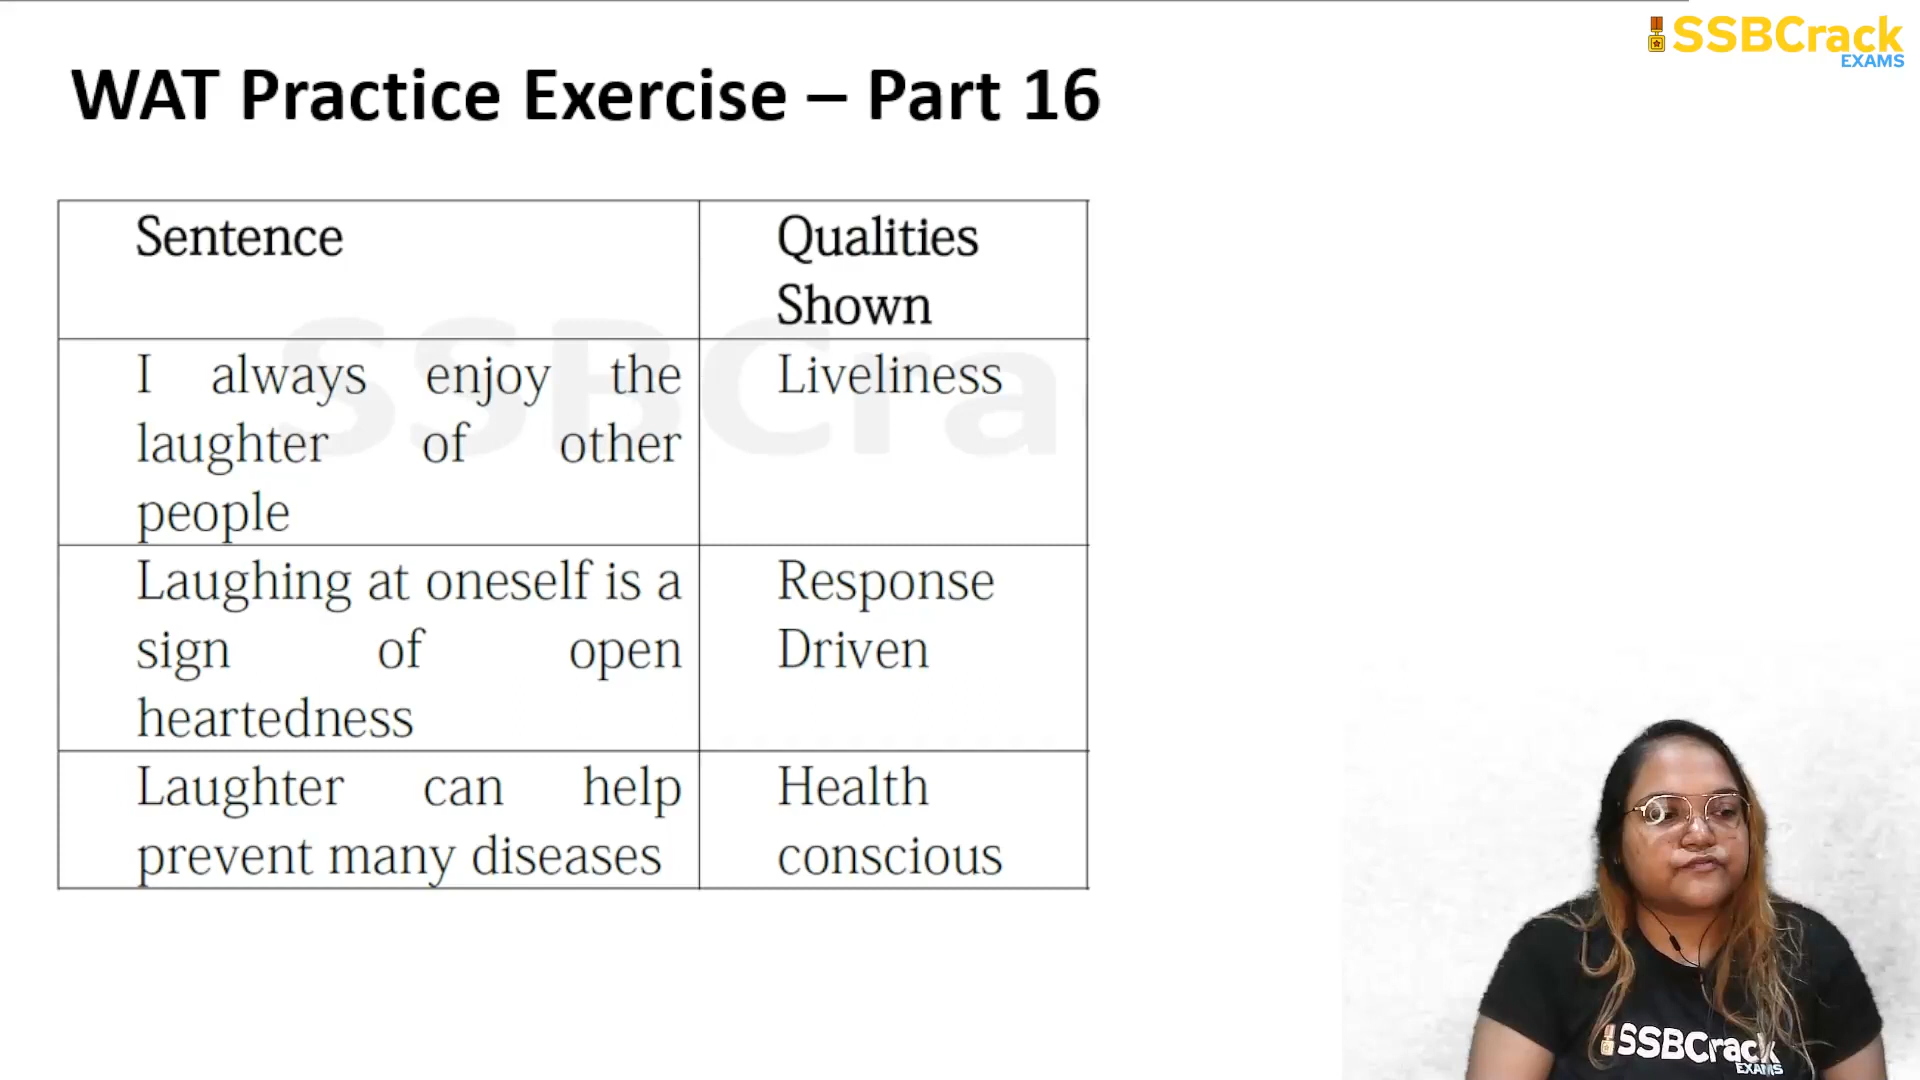 SSBCrack
EXAMS
WAT Practice Exercise – Part 16
Sentence
Qualities
Shown
I always enjoy the
laughter of other
people
Liveliness
Laughing at oneself is a
sign of open
heartedness
Response
Driven
Laughter can help
prevent many diseases
Health
conscious
SSBCra
SSBCrack
EXAMS